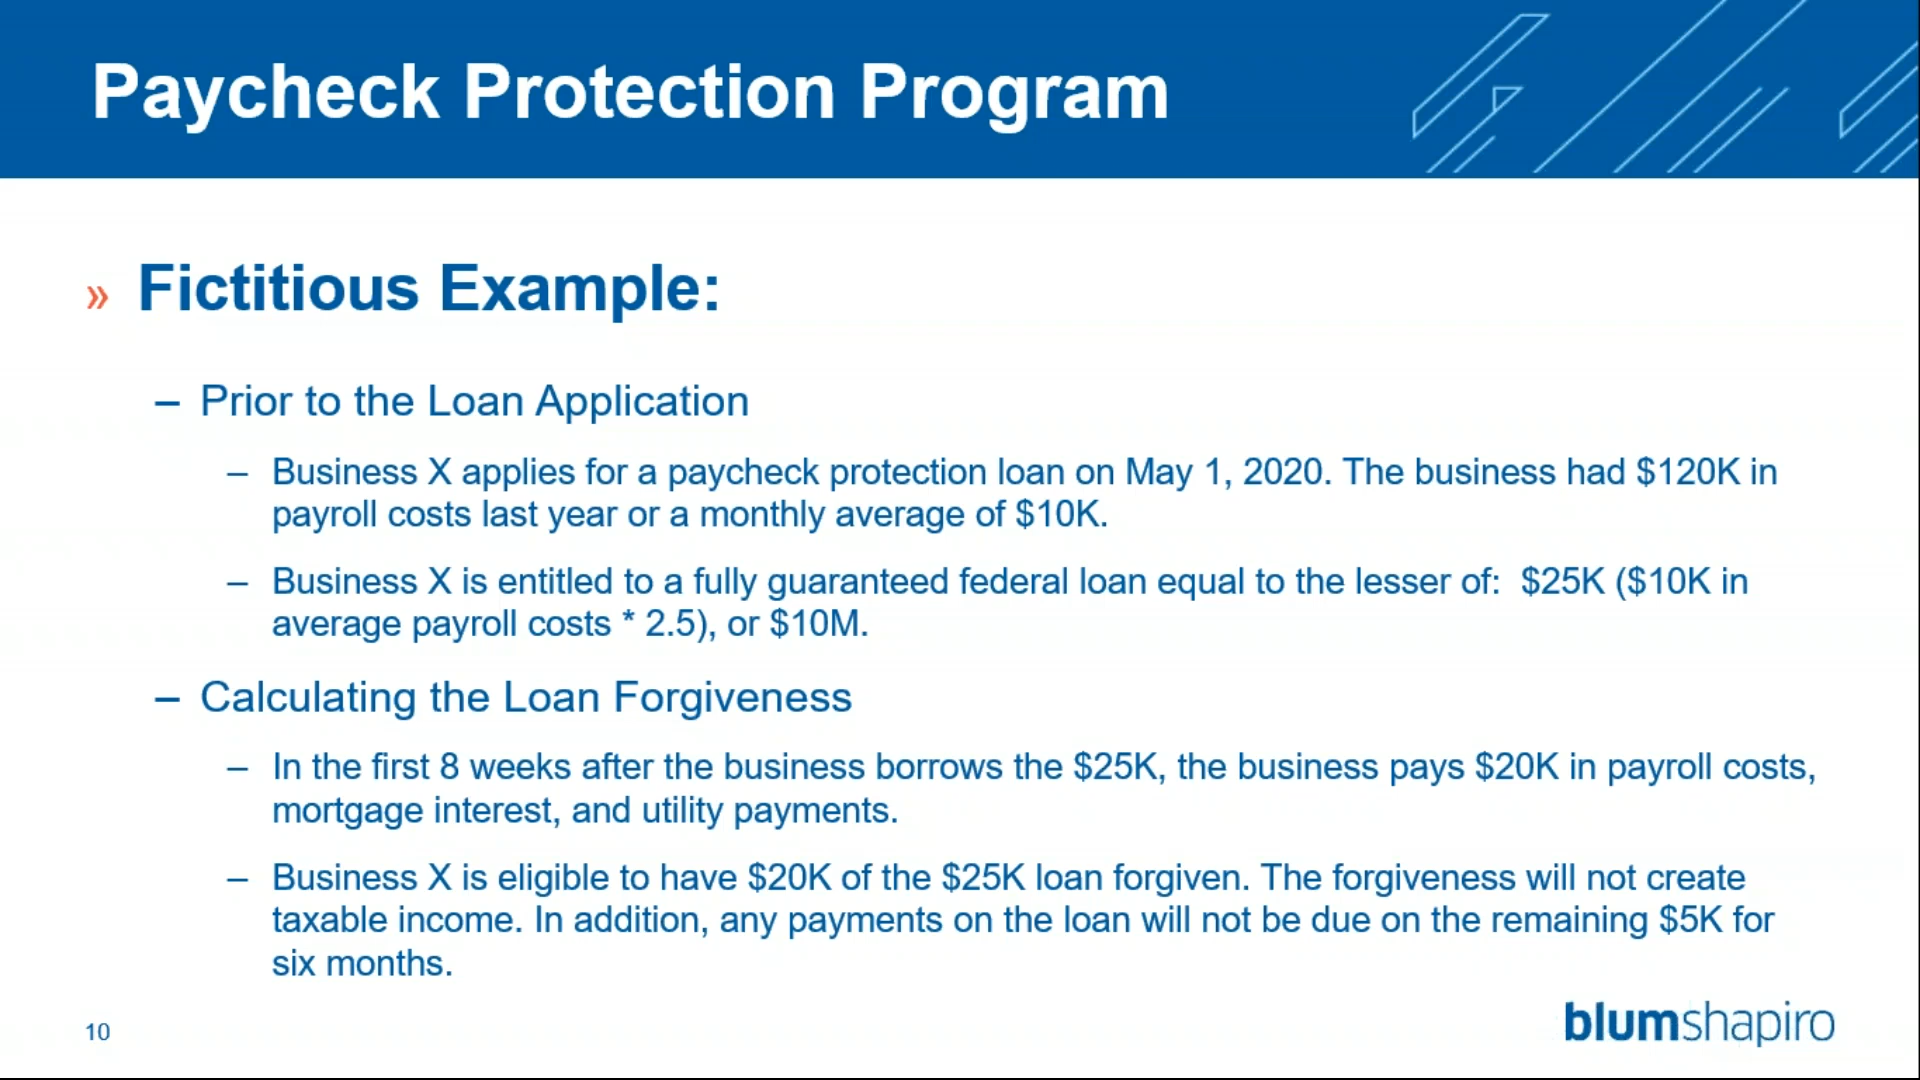 Paycheck Protection Program
» Fictitious Example:
– Prior to the Loan Application
– Business X applies for a paycheck protection loan on May 1, 2020. The business had $120K in
payroll costs last year or a monthly average of $10K.
– Business X is entitled to a fully guaranteed federal loan equal to the lesser of:  $25K ($10K in
average payroll costs * 2.5), or $10M.
– Calculating the Loan Forgiveness
– In the first 8 weeks after the business borrows the $25K, the business pays $20K in payroll costs,
mortgage interest, and utility payments.
– Business X is eligible to have $20K of the $25K loan forgiven. The forgiveness will not create
taxable income. In addition, any payments on the loan will not be due on the remaining $5K for
six months.
10
blumshapiro